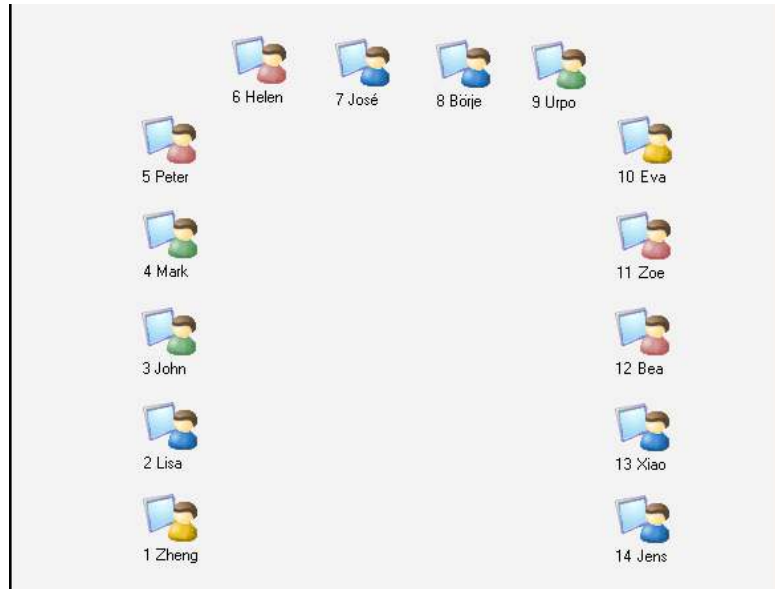 6 Helen
7 José
8 Börje
9 Urpo
5 Peter
10 Eva
4 Mark
11 Zoe
3 John
12 Bea
2 Lisa
13 Xiao
1 Zheng
14 Jens